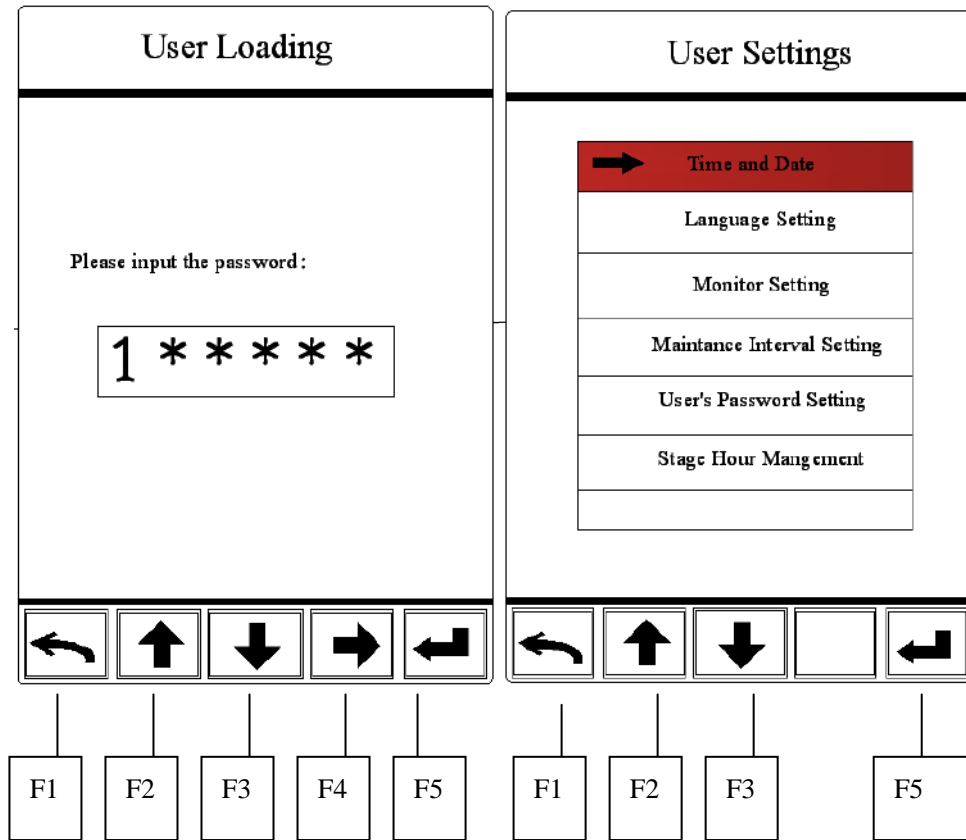 User Loading
Please input the password:
1 * * * * *
F1 F2 F3 F4 F5
User Settings
Time and Date
Language Setting
Monitor Setting
Maintance Interval Setting
User's Password Setting
Stage Hour Mangement
F1 F2 F3 F5